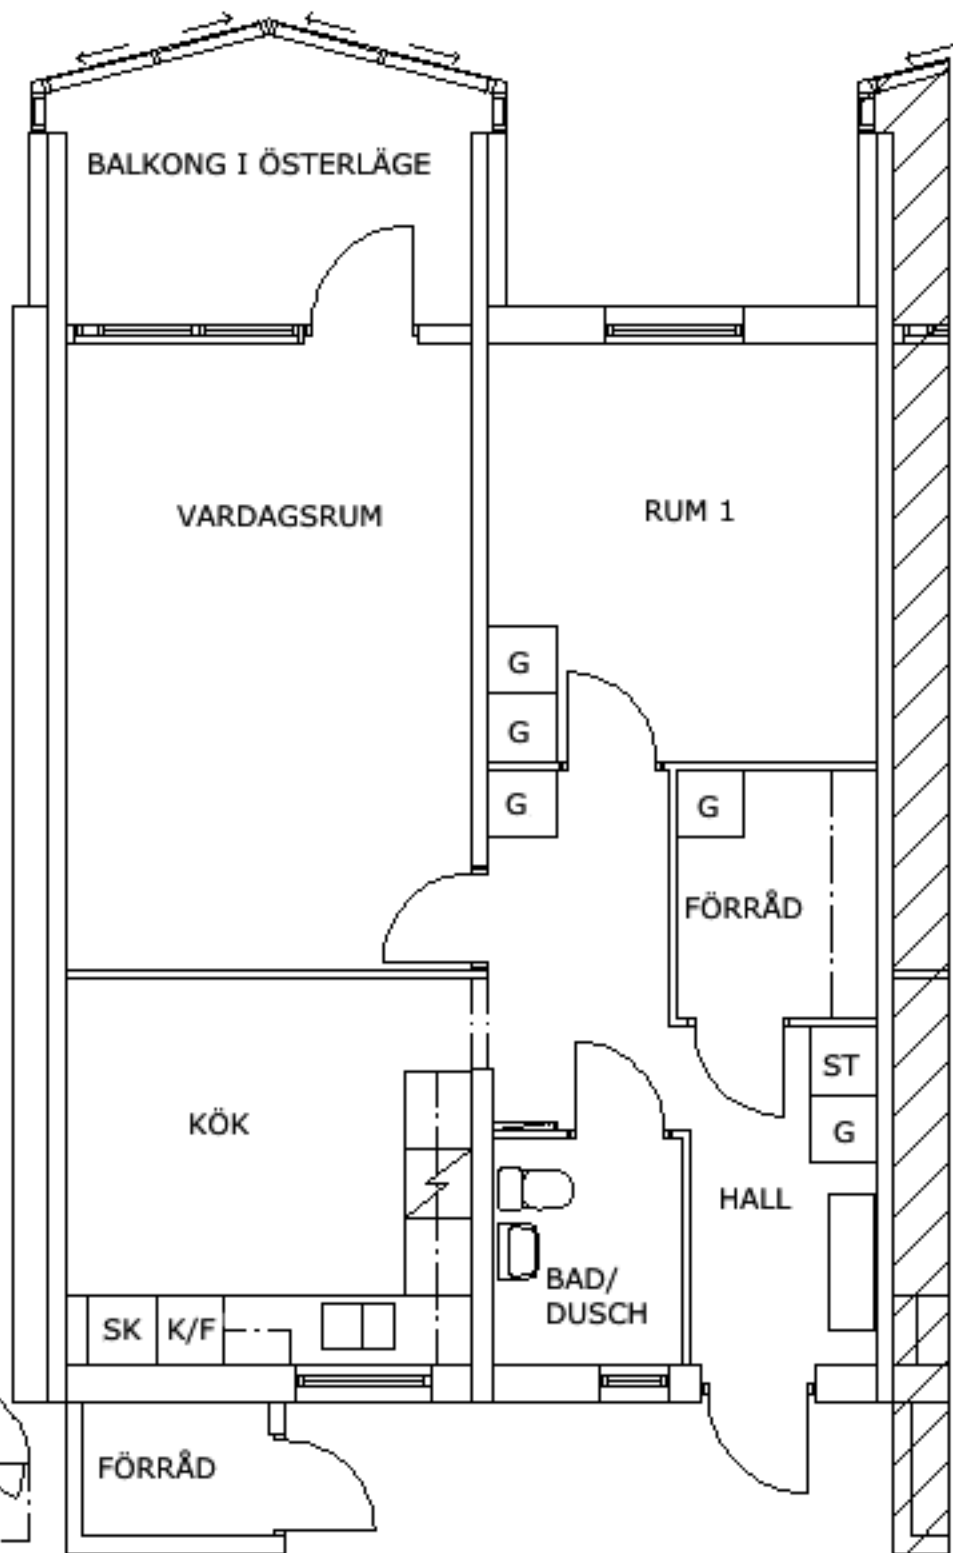 BALKONG I ÖSTERLÄGE
VARDAGSRUM
RUM 1
G
G
G
G
FÖRRÅD
ST
G
KÖK
HALL
BAD/
DUSCH
SK
K/F
FÖRRÅD